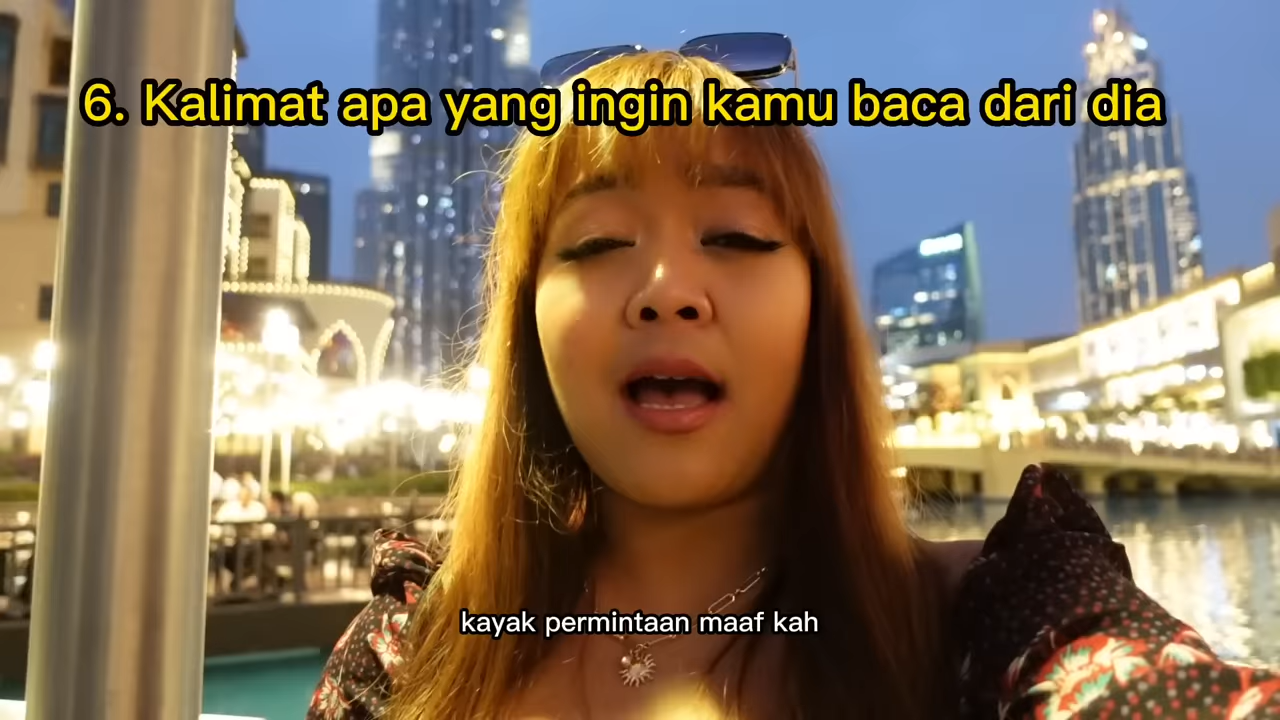 6. Kalimat apa yang ingin kamu baca dari dia
kayak permintaan maaf kah